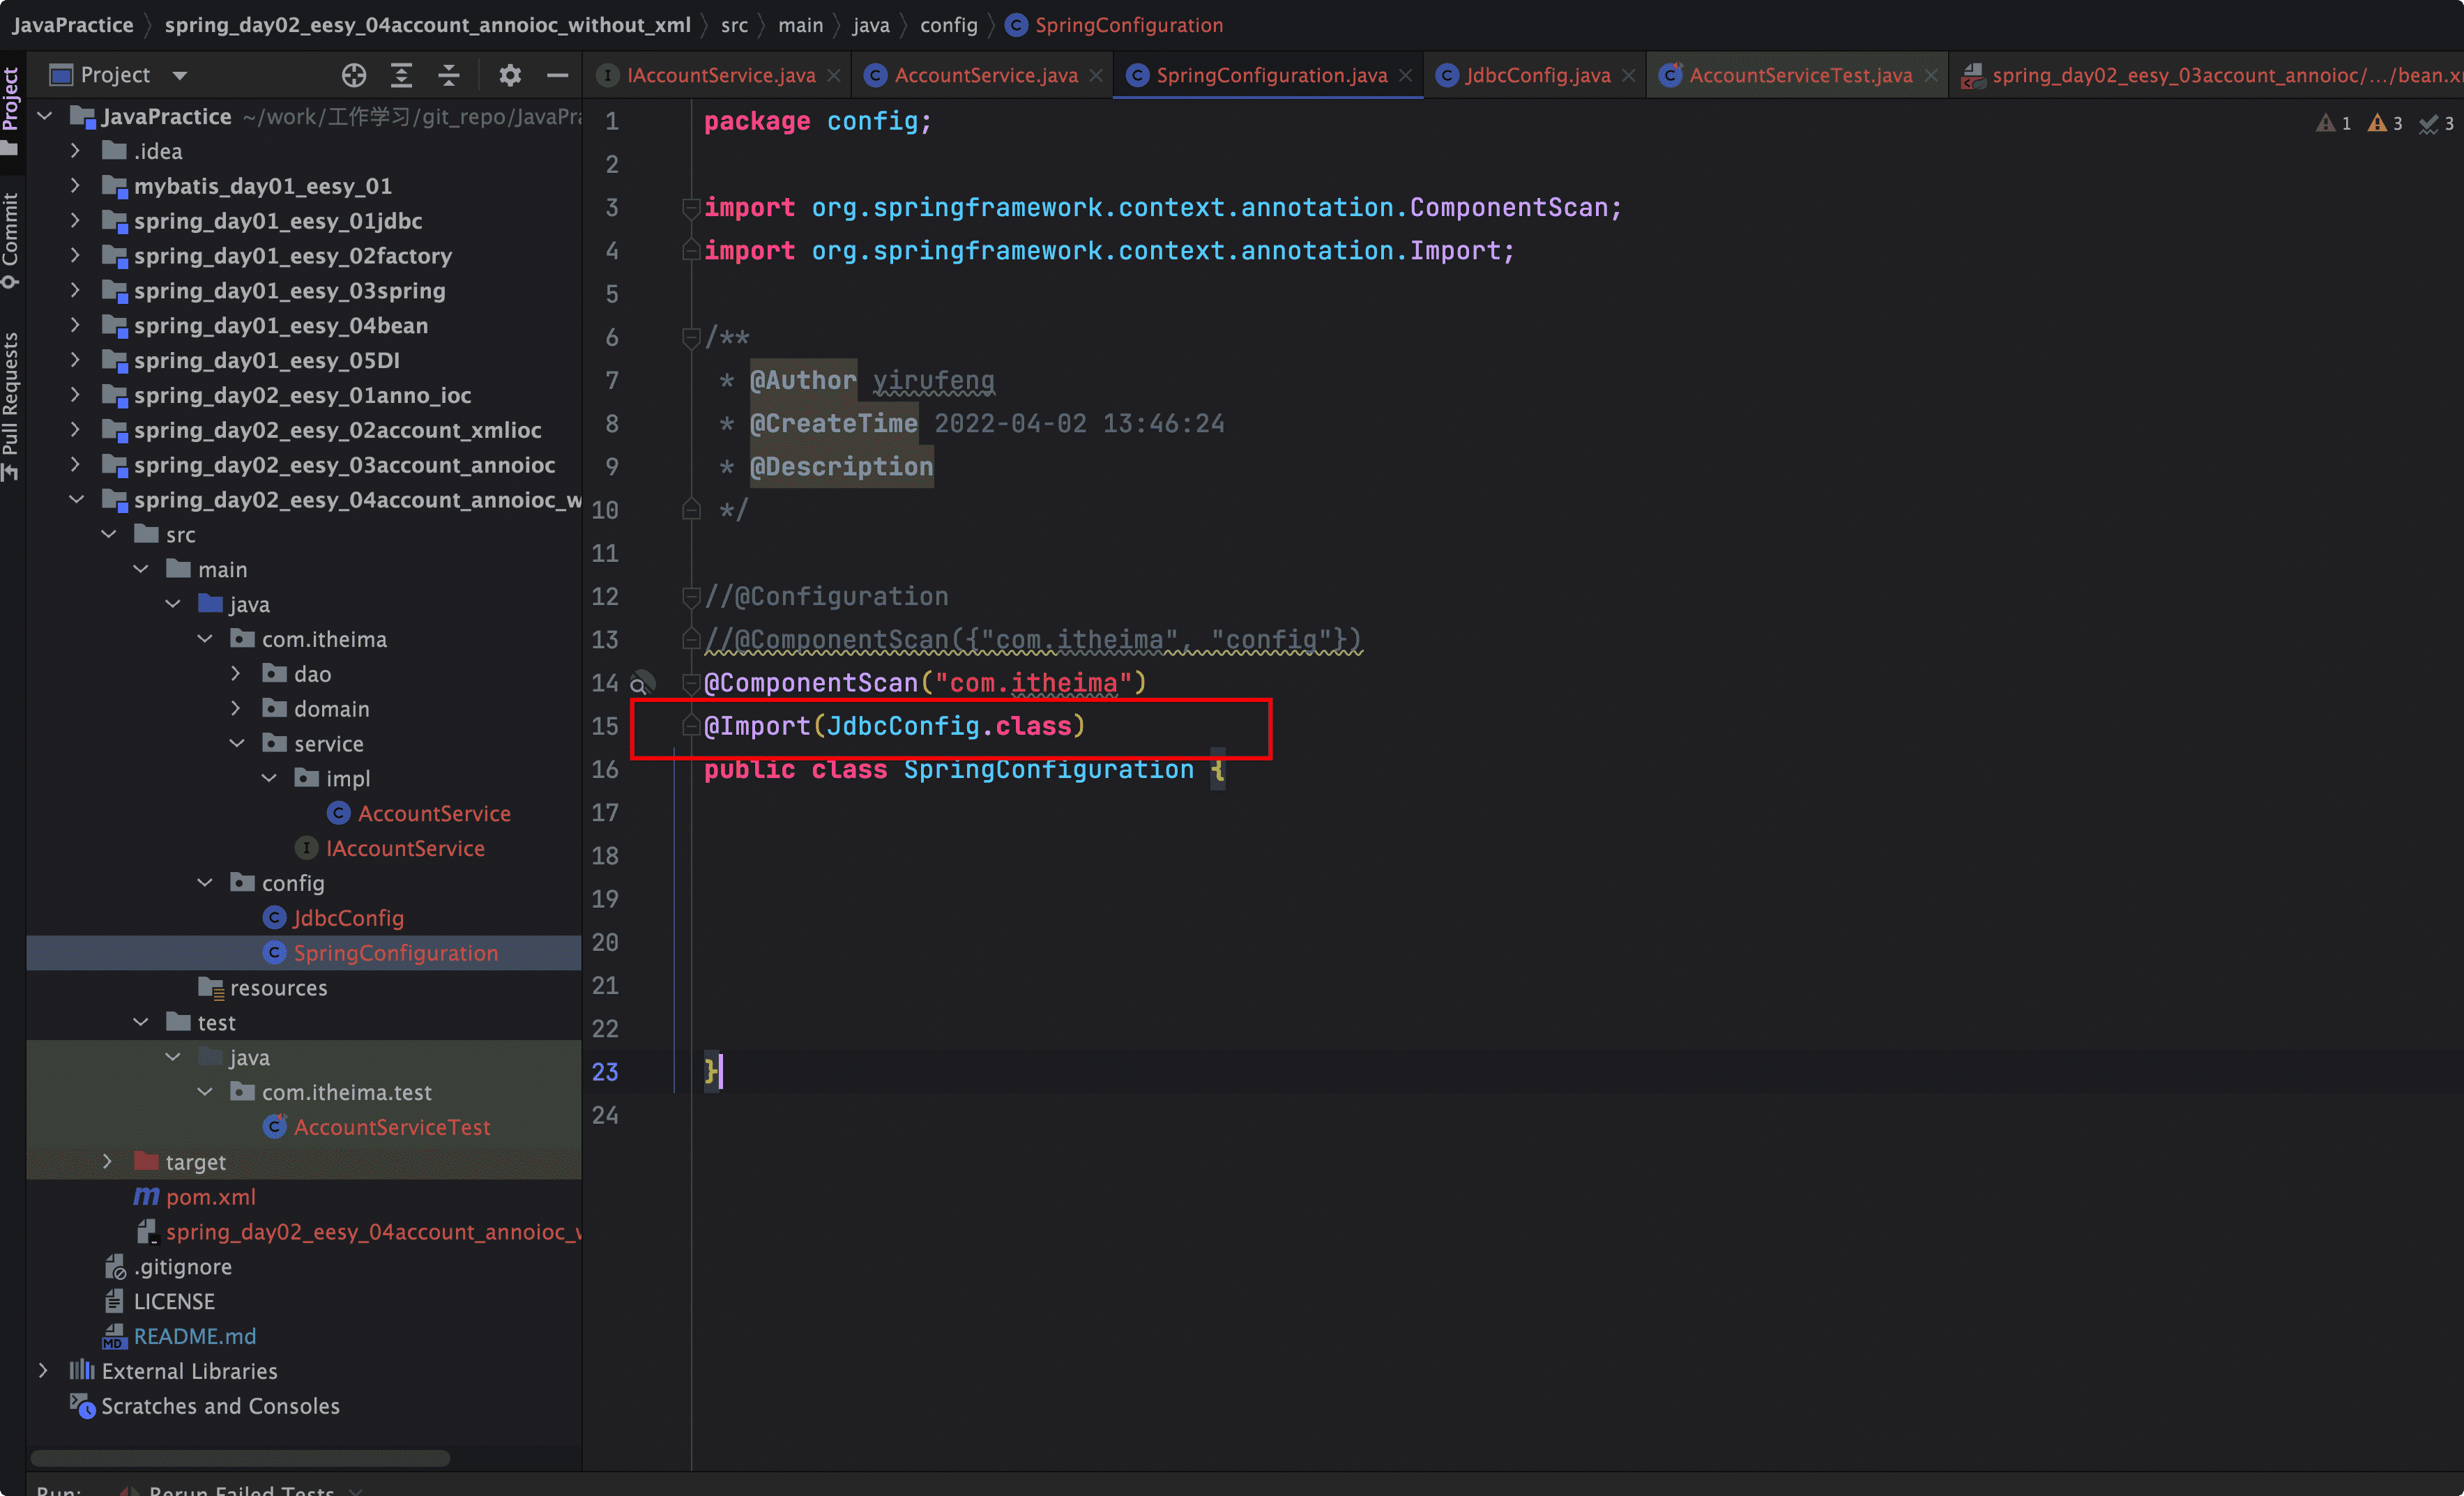 JavaPractice spring_day02_eesy_04account_annoioc_without_xml src main java config SpringConfiguration
Project
IAccountService.java AccountService.java SpringConfiguration.java JdbcConfig.java AccountServiceTest.java spring_day02_eesy_03account_annoioc/.../bean.x
Project
Commit
Pull Requests
JavaPractice ~/work/工作学习/git_repo/JavaPra
.idea
mybatis_day01_eesy_01
spring_day01_eesy_01jdbc
spring_day01_eesy_02factory
spring_day01_eesy_03spring
spring_day01_eesy_04bean
spring_day01_eesy_05DI
spring_day02_eesy_01anno_ioc
spring_day02_eesy_02account_xmlioc
spring_day02_eesy_03account_annoioc
spring_day02_eesy_04account_annoioc_w
src
main
java
com.itheima
dao
domain
service
impl
AccountService
IAccountService
config
JdbcConfig
SpringConfiguration
resources
test
java
com.itheima.test
AccountServiceTest
target
pom.xml
spring_day02_eesy_04account_annoioc_w
.gitignore
LICENSE
README.md
External Libraries
Scratches and Consoles
1 package config;
1 3 3
2
3 import org.springframework.context.annotation.ComponentScan;
4 import org.springframework.context.annotation.Import;
5
6 /**
7 * @Author yirufeng
8 * @CreateTime 2022-04-02 13:46:24
9 * @Description
10 */
11
12 //@Configuration
13 //@ComponentScan({"com.itheima", "config"})
14 @ComponentScan("com.itheima")
15 @Import(JdbcConfig.class)
16 public class SpringConfiguration {
17
18
19
20
21
22
23 }
24
Run: Rerun Failed Tests